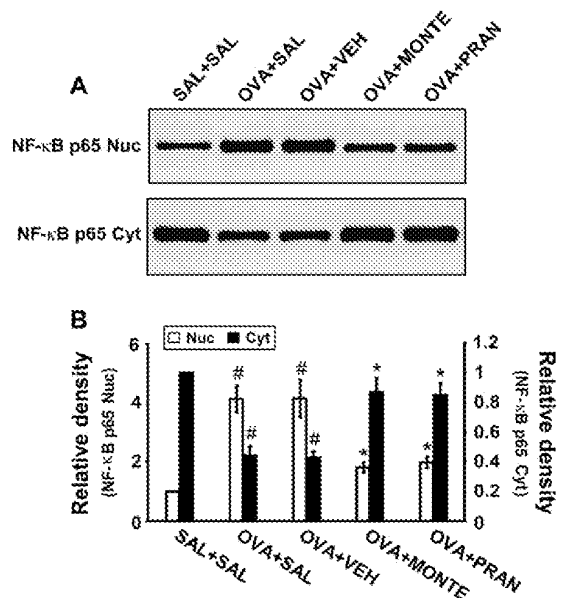 A
SAL+SAL OVA+SAL OVA+VEH OVA+MONTE OVA+PRAN
NF-κB p65 Nuc
NF-κB p65 Cyt
B
Nuc Cyt
Relative density
(NF-κB p65 Nuc)
6
4
2
0
# # # # * * * *
1.2
1
0.8
0.6
0.4
0.2
0
Relative density
(NF-κB p65 Cyt)
SAL+SAL OVA+SAL OVA+VEH OVA+MONTE OVA+PRAN